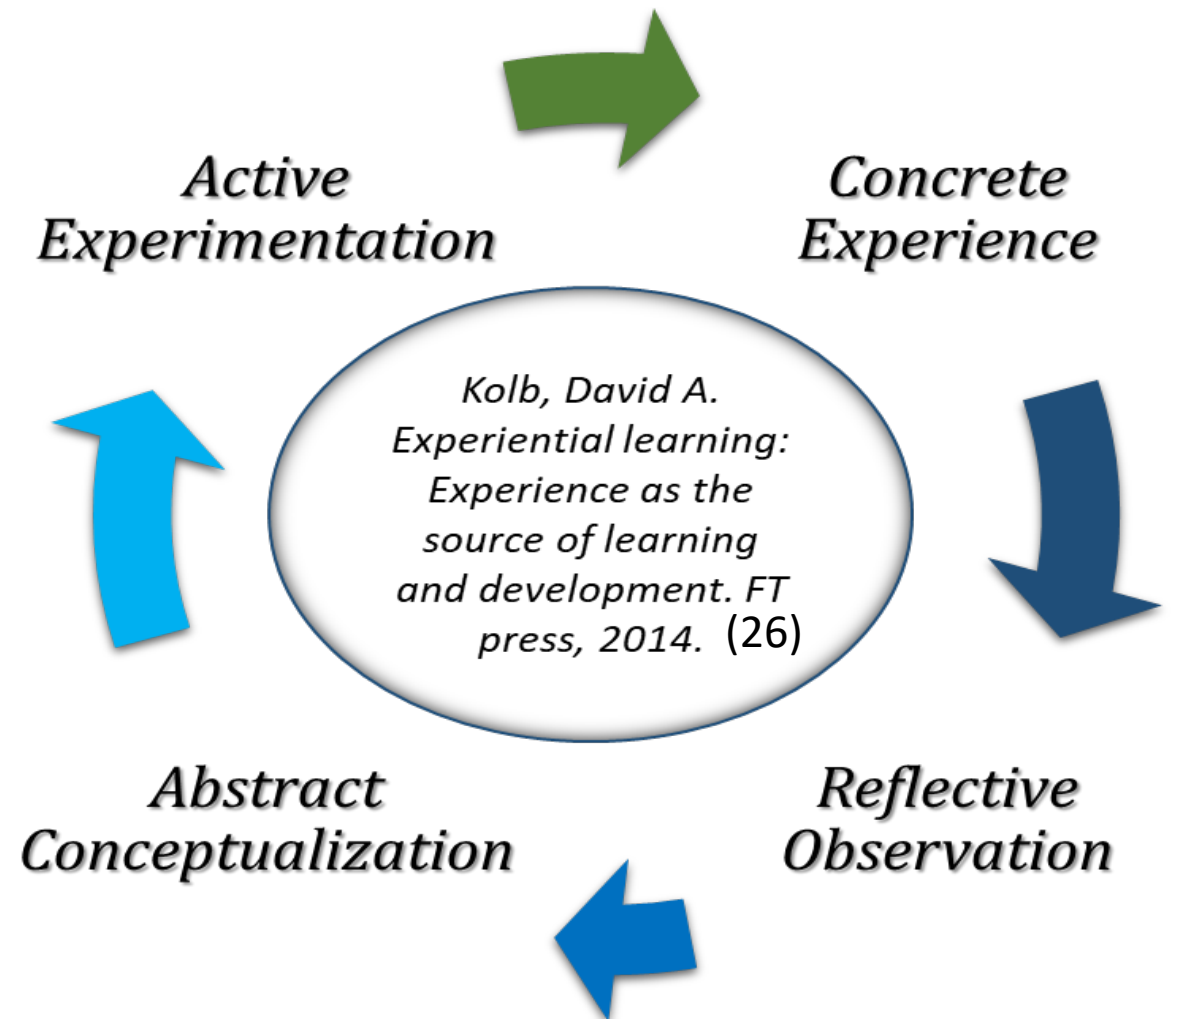 Active
Experimentation
Concrete
Experience
Kolb, David A.
Experiential learning:
Experience as the
source of learning
and development. FT
press, 2014. (26)
Abstract
Conceptualization
Reflective
Observation